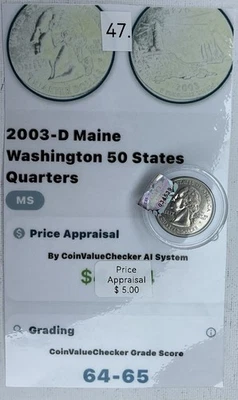 47.
2003
2003-D Maine
Washington 50 States
Quarters
MS
$ Price Appraisal
By CoinValueChecker AI System
$
Price
Appraisal
$ 5.00
Grading
CoinValueChecker Grade Score
64-65